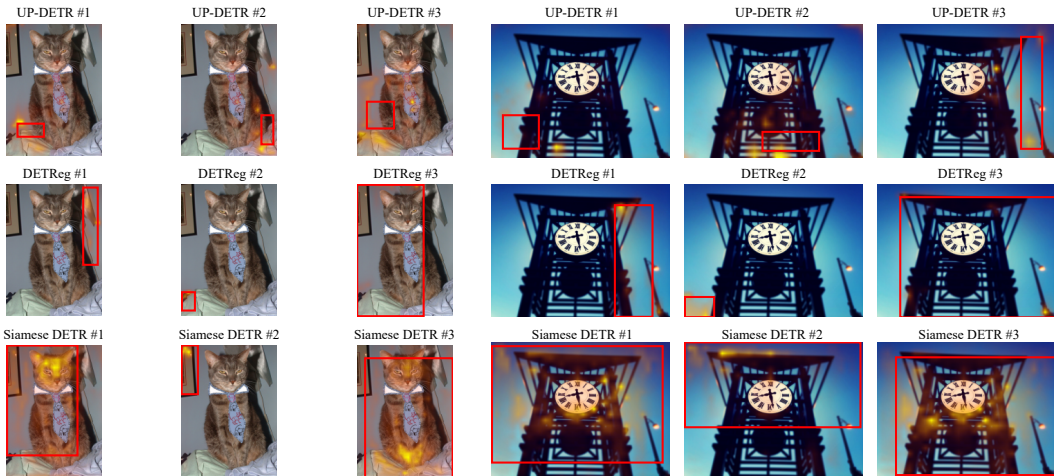 UP-DETR #1 UP-DETR #2 UP-DETR #3 UP-DETR #1 UP-DETR #2 UP-DETR #3
DETReg #1 DETReg #2 DETReg #3 DETReg #1 DETReg #2 DETReg #3
Siamese DETR #1 Siamese DETR #2 Siamese DETR #3 Siamese DETR #1 Siamese DETR #2 Siamese DETR #3